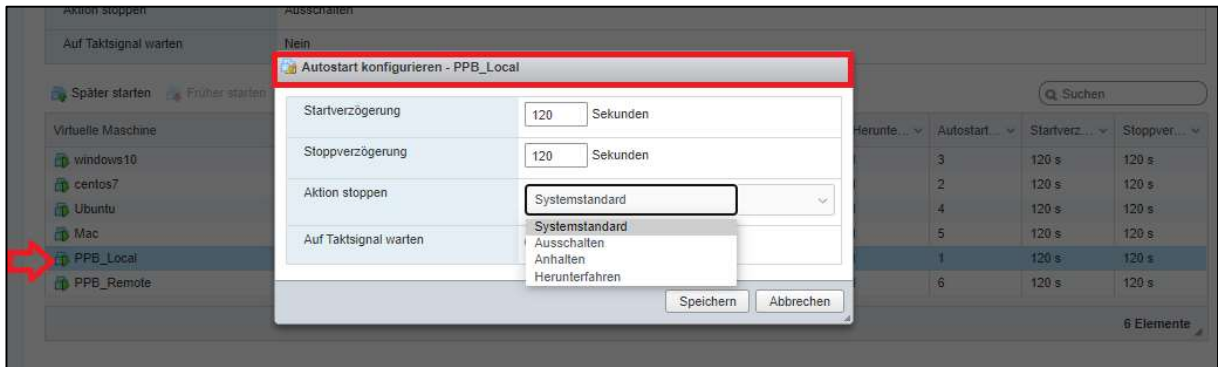 Aktion stoppen Ausschalten
Auf Taktsignal warten Nein
Autostart konfigurieren - PPB_Local
Später starten Früher starten Suchen
Startverzögerung 120 Sekunden
Virtuelle Maschine Herunte... Autostart... Startverz... Stoppver...
Stoppverzögerung 120 Sekunden
windows10 3 120 s 120 s
centos7 2 120 s 120 s
Aktion stoppen Systemstandard
Ubuntu 4 120 s 120 s
Systemstandard
Mac 5 120 s 120 s
Auf Taktsignal warten
Ausschalten
PPB_Local 1 120 s 120 s
Anhalten
Herunterfahren
PPB_Remote 6 120 s 120 s
Speichern Abbrechen
6 Elemente